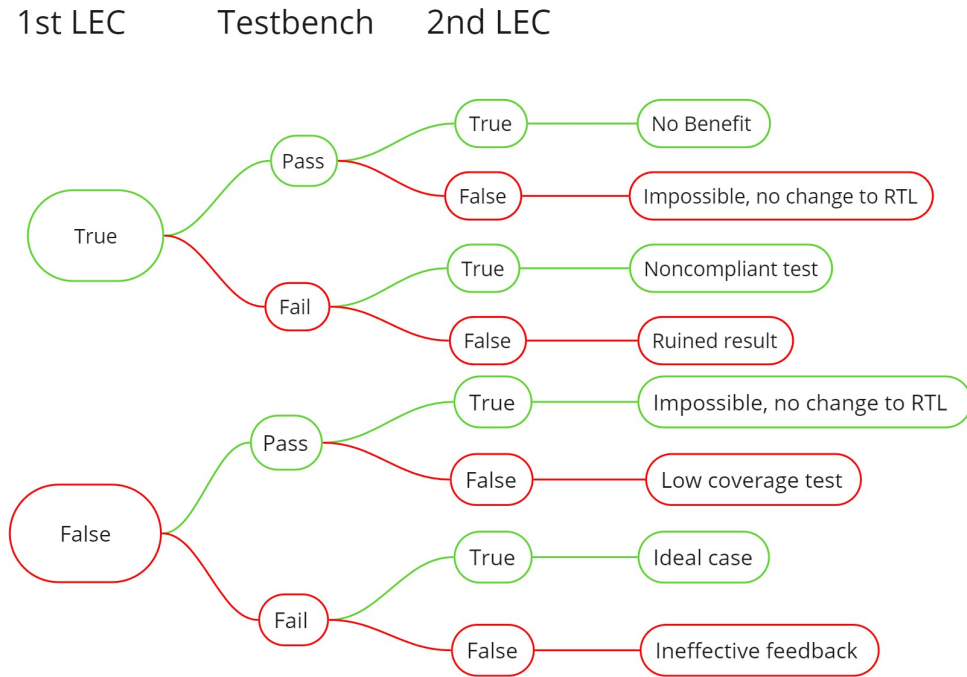 1st LEC Testbench 2nd LEC
True No Benefit
Pass
False Impossible, no change to RTL
True
True Noncompliant test
Fail
False Ruined result
True Impossible, no change to RTL
Pass
False Low coverage test
False
True Ideal case
Fail
False Ineffective feedback